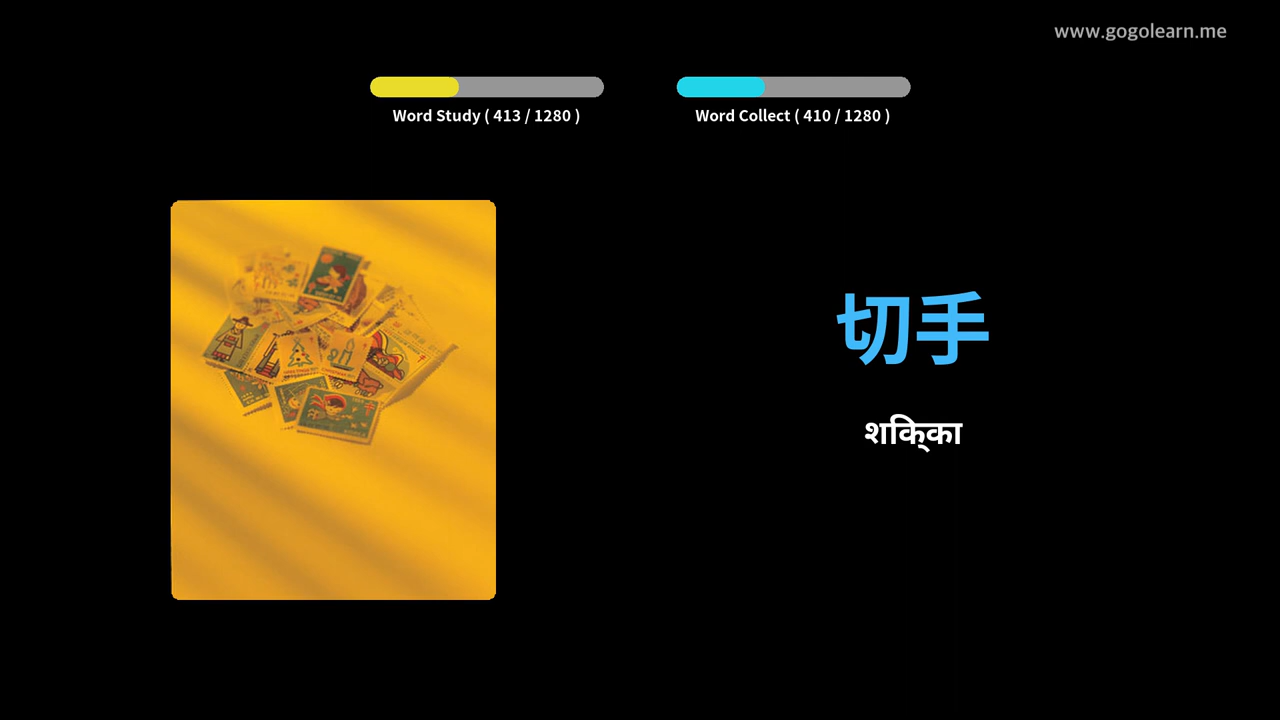 www.gogolearn.me
Word Study ( 413 / 1280 )
Word Collect ( 410 / 1280 )
切手
शकि्का